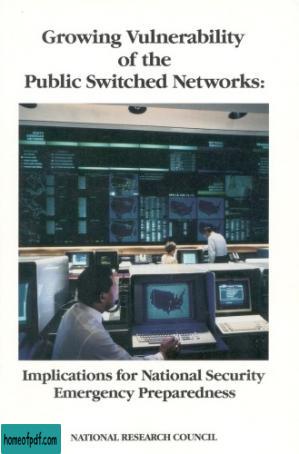 Growing Vulnerability
of the
Public Switched Networks:
Implications for National Security
Emergency Preparedness
homeofpdf.com
NATIONAL RESEARCH COUNCIL